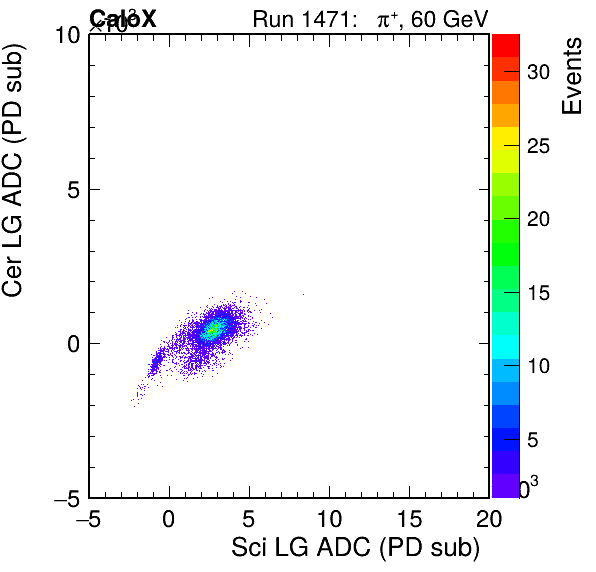 CaloX Run 1471: π⁺, 60 GeV
×10³
Cer LG ADC (PD sub)
10
5
0
−5
−5 0 5 10 15 20
Sci LG ADC (PD sub)
Events
30
25
20
15
10
5
0³